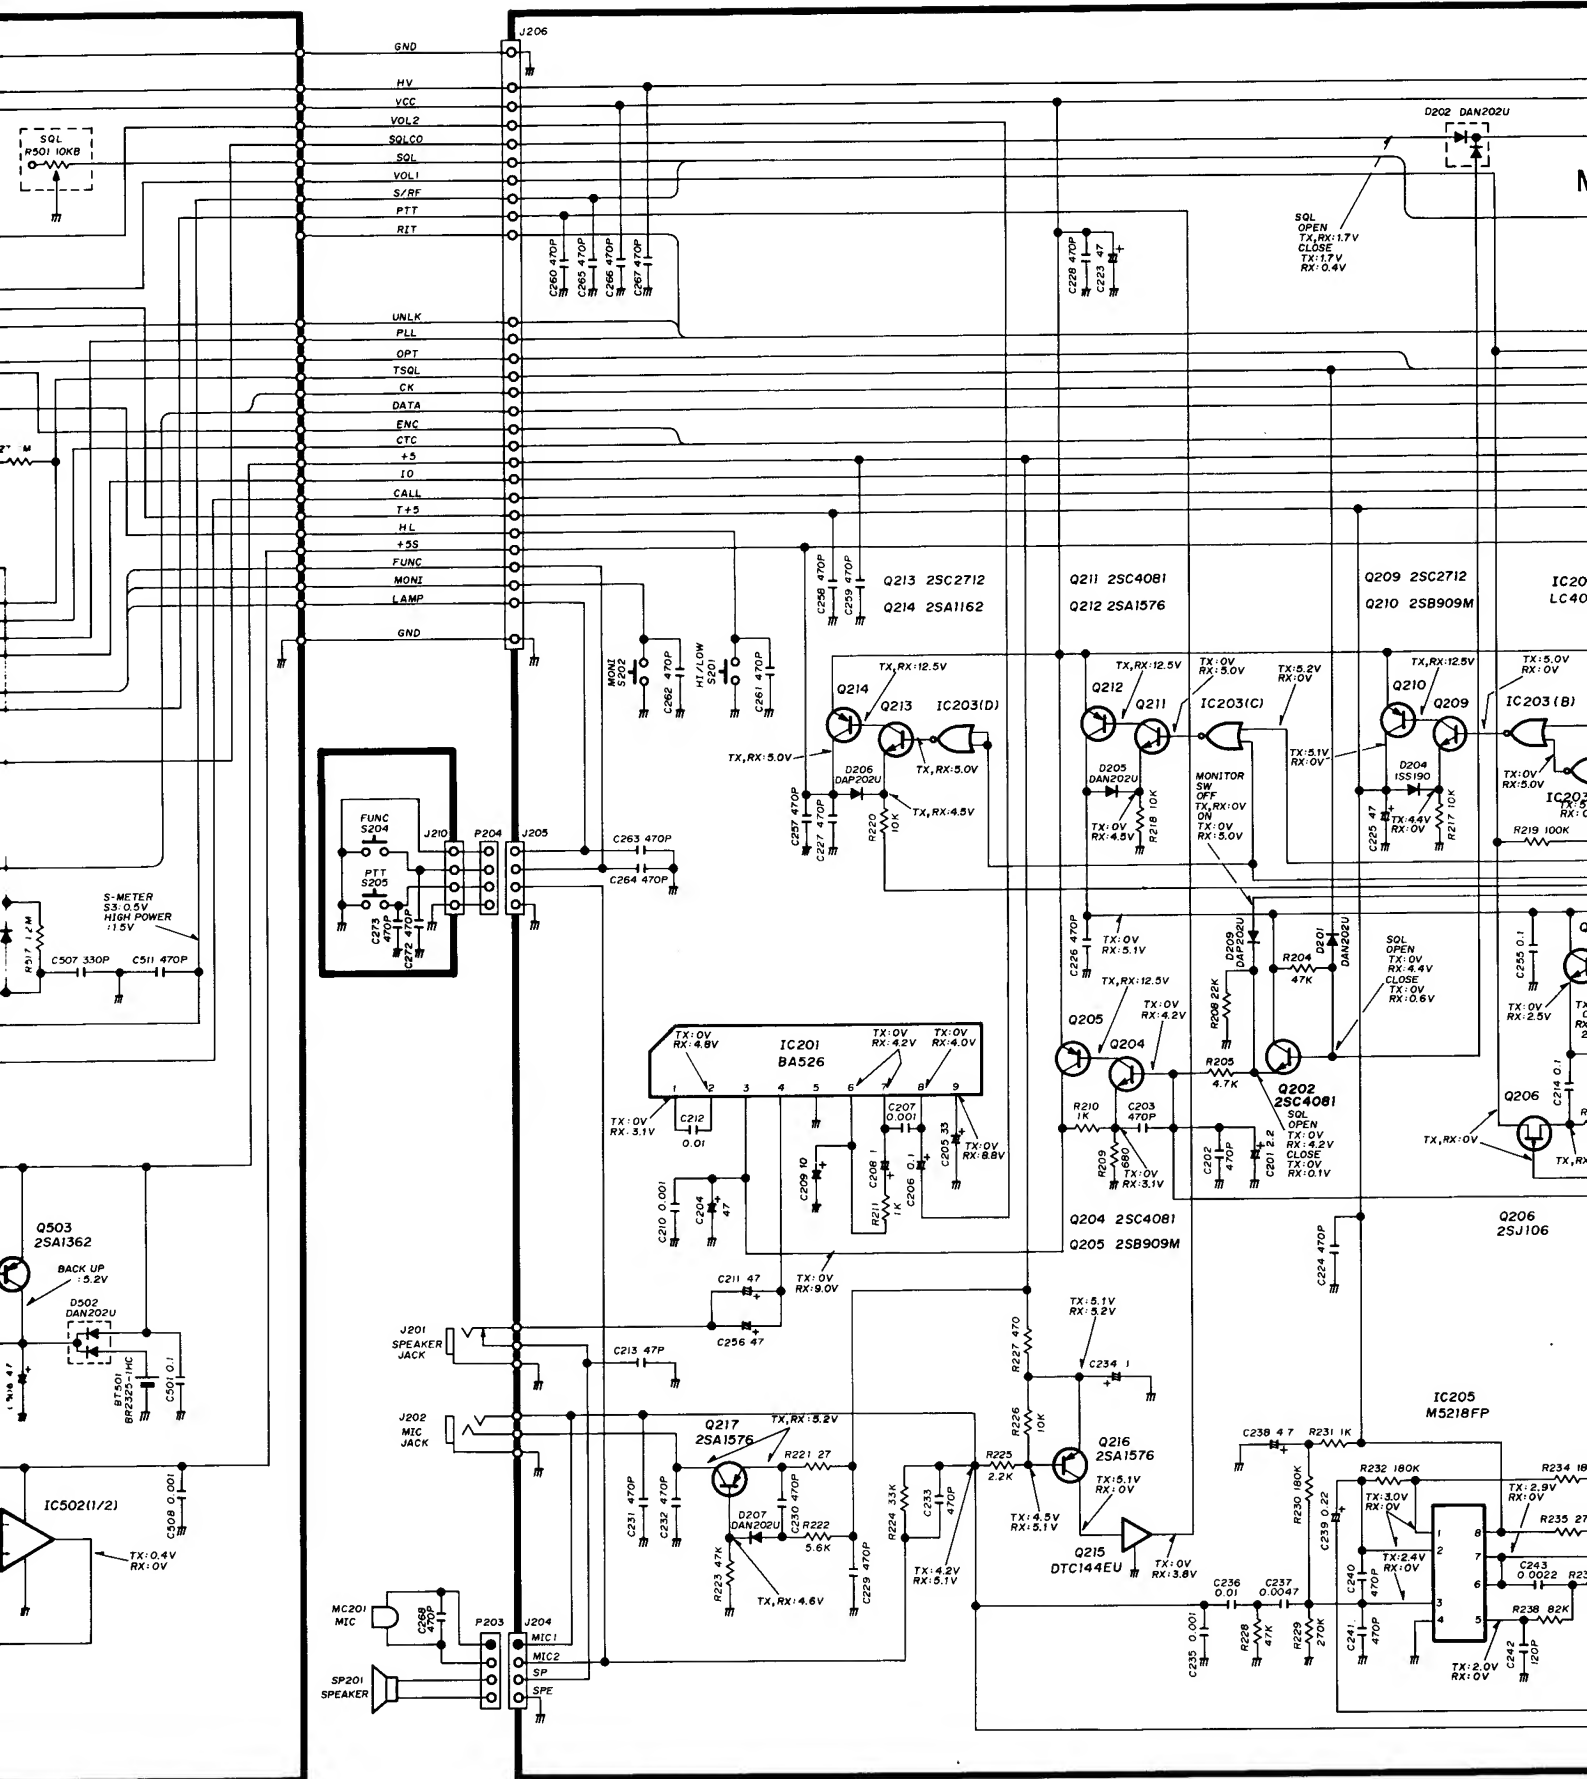 J206
GND
HV
VCC
VOL2
SQLCO
SQL
VOL1
S/RF
PTT
RIT
UNLK
PLL
OPT
TSQL
CK
DATA
ENC
CTC
+5
IO
CALL
T+5
HL
+5S
FUNC
MONI
LAMP
GND
SQL
R501 10KB
C260 470P
C265 470P
C266 470P
C267 470P
C228 470P
C223 47
D202 DAN202U
SQL
OPEN
TX,RX:1.7V
CLOSE
TX:1.7V
RX:0.4V
C258 470P
C259 470P
Q213 2SC2712
Q214 2SA1162
Q211 2SC4081
Q212 2SA1576
Q209 2SC2712
Q210 2SB909M
MONI
S202
C262 470P
HI/LOW
S201
C261 470P
TX,RX:12.5V
Q214
Q213
IC203(D)
TX,RX:5.0V
D206
DAP202U
TX,RX:5.0V
TX,RX:4.5V
C257 470P
C227 470P
R220
10K
TX,RX:12.5V
TX:0V
RX:5.0V
TX:5.2V
RX:0V
Q212
Q211
IC203(C)
D205
DAN202U
TX:0V
RX:4.5V
R218 10K
MONITOR
SW
OFF
TX,RX:0V
ON
TX:0V
RX:5.0V
TX,RX:12.5V
TX:5.0V
RX:0V
Q210
Q209
IC203(B)
TX:5.1V
RX:0V
D204
1SS190
TX:4.4V
RX:0V
C225 47
R217 10K
TX:0V
RX:5.0V
R219 100K
FUNC
S204
PTT
S205
J210
P204
J205
C273
470P
C272 470P
C263 470P
C264 470P
S-METER
S3:0.5V
HIGH POWER
:1.5V
R517 1.2M
C507 330P
C511 470P
C226 470P
TX:0V
RX:5.1V
D209
DAP202U
R204
47K
D201
DAN202U
SQL
OPEN
TX:0V
RX:4.4V
CLOSE
TX:0V
RX:0.6V
C255 0.1
TX:0V
RX:2.5V
R208 22K
TX,RX:12.5V
TX:0V
RX:4.2V
Q205
Q204
R205
4.7K
Q202
2SC4081
SQL
OPEN
TX:0V
RX:4.2V
CLOSE
TX:0V
RX:0.1V
C214 0.1
Q206
TX,RX:0V
TX:0V
RX:4.8V
IC201
BA526
TX:0V
RX:4.2V
TX:0V
RX:4.0V
1 2 3 4 5 6 7 8 9
TX:0V
RX:3.1V
C212
0.01
C207
0.001
C205 33
TX:0V
RX:8.8V
R210
1K
C203
470P
R209
680
TX:0V
RX:3.1V
C202
470P
C201 2.2
C210 0.001
C204
47
C209 10
C208 1
C206 0.1
R211
1K
Q204 2SC4081
Q205 2SB909M
Q206
2SJ106
C224 470P
Q503
2SA1362
BACK UP
:5.2V
D502
DAN202U
BT501
BR2325-1HC
C501 0.1
C211 47
C256 47
TX:0V
RX:9.0V
J201
SPEAKER
JACK
C213 47P
TX:5.1V
RX:5.2V
R227 470
C234 1
J202
MIC
JACK
Q217
2SA1576
TX,RX:5.2V
R226
10K
Q216
2SA1576
IC205
M5218FP
C231 470P
C232 470P
R221 27
C230 470P
D207
DAN202U
R222
5.6K
R223 47K
TX,RX:4.6V
C229 470P
R224 33K
C233
470P
R225
2.2K
TX:5.1V
RX:0V
TX:4.5V
RX:5.1V
TX:4.2V
RX:5.1V
Q215
DTC144EU
TX:0V
RX:3.8V
C238 4.7
R231 1K
R232 180K
R230 180K
C239 0.22
TX:3.0V
RX:0V
TX:2.4V
RX:0V
TX:2.9V
RX:0V
1
2
3
4
8
7
6
5
C243
0.0022
R238 82K
C240
470P
C241
470P
C242
120P
TX:2.0V
RX:0V
C236
0.01
C237
0.0047
C235 0.001
R228
47K
R229
270K
IC502(1/2)
C508 0.001
TX:0.4V
RX:0V
MC201
MIC
C268
470P
P203
J204
MIC1
MIC2
SP
SPE
SP201
SPEAKER